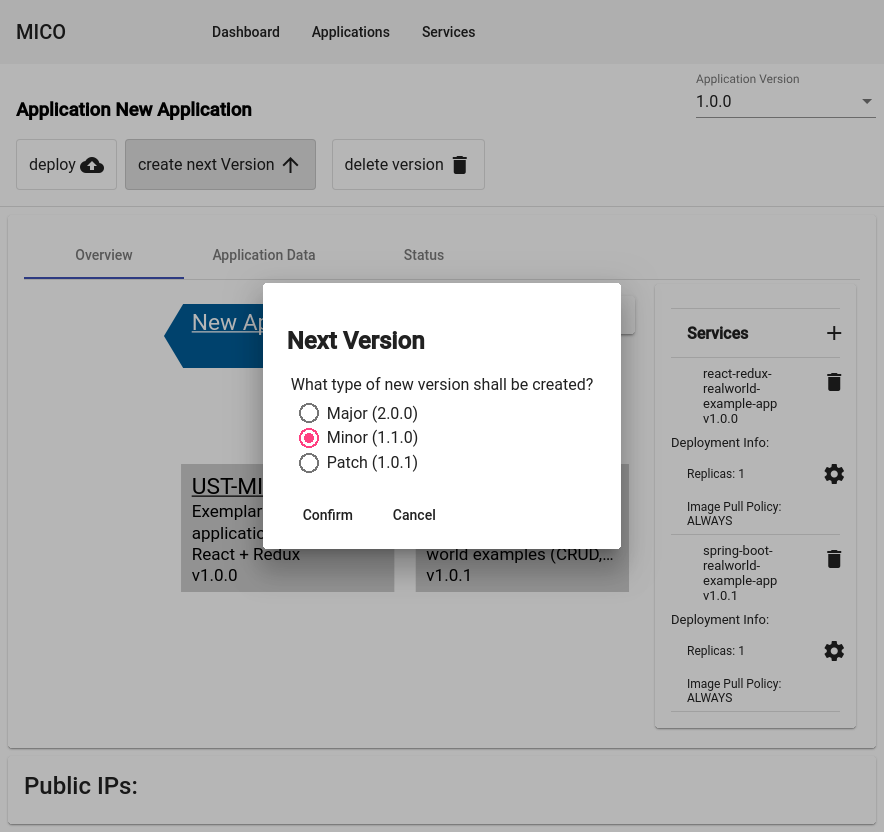 MICO
Dashboard
Applications
Services
Application Version
1.0.0
Application New Application
deploy
create next Version
delete version
Overview
Application Data
Status
New Ap
Next Version
What type of new version shall be created?
Major (2.0.0)
Minor (1.1.0)
Patch (1.0.1)
Confirm
Cancel
UST-MI
Exemplar
applicatio
React + Redux
v1.0.0
world examples (CRUD,...
v1.0.1
Services
react-redux-
realworld-
example-app
v1.0.0
Deployment Info:
Replicas: 1
Image Pull Policy:
ALWAYS
spring-boot-
realworld-
example-app
v1.0.1
Deployment Info:
Replicas: 1
Image Pull Policy:
ALWAYS
Public IPs: